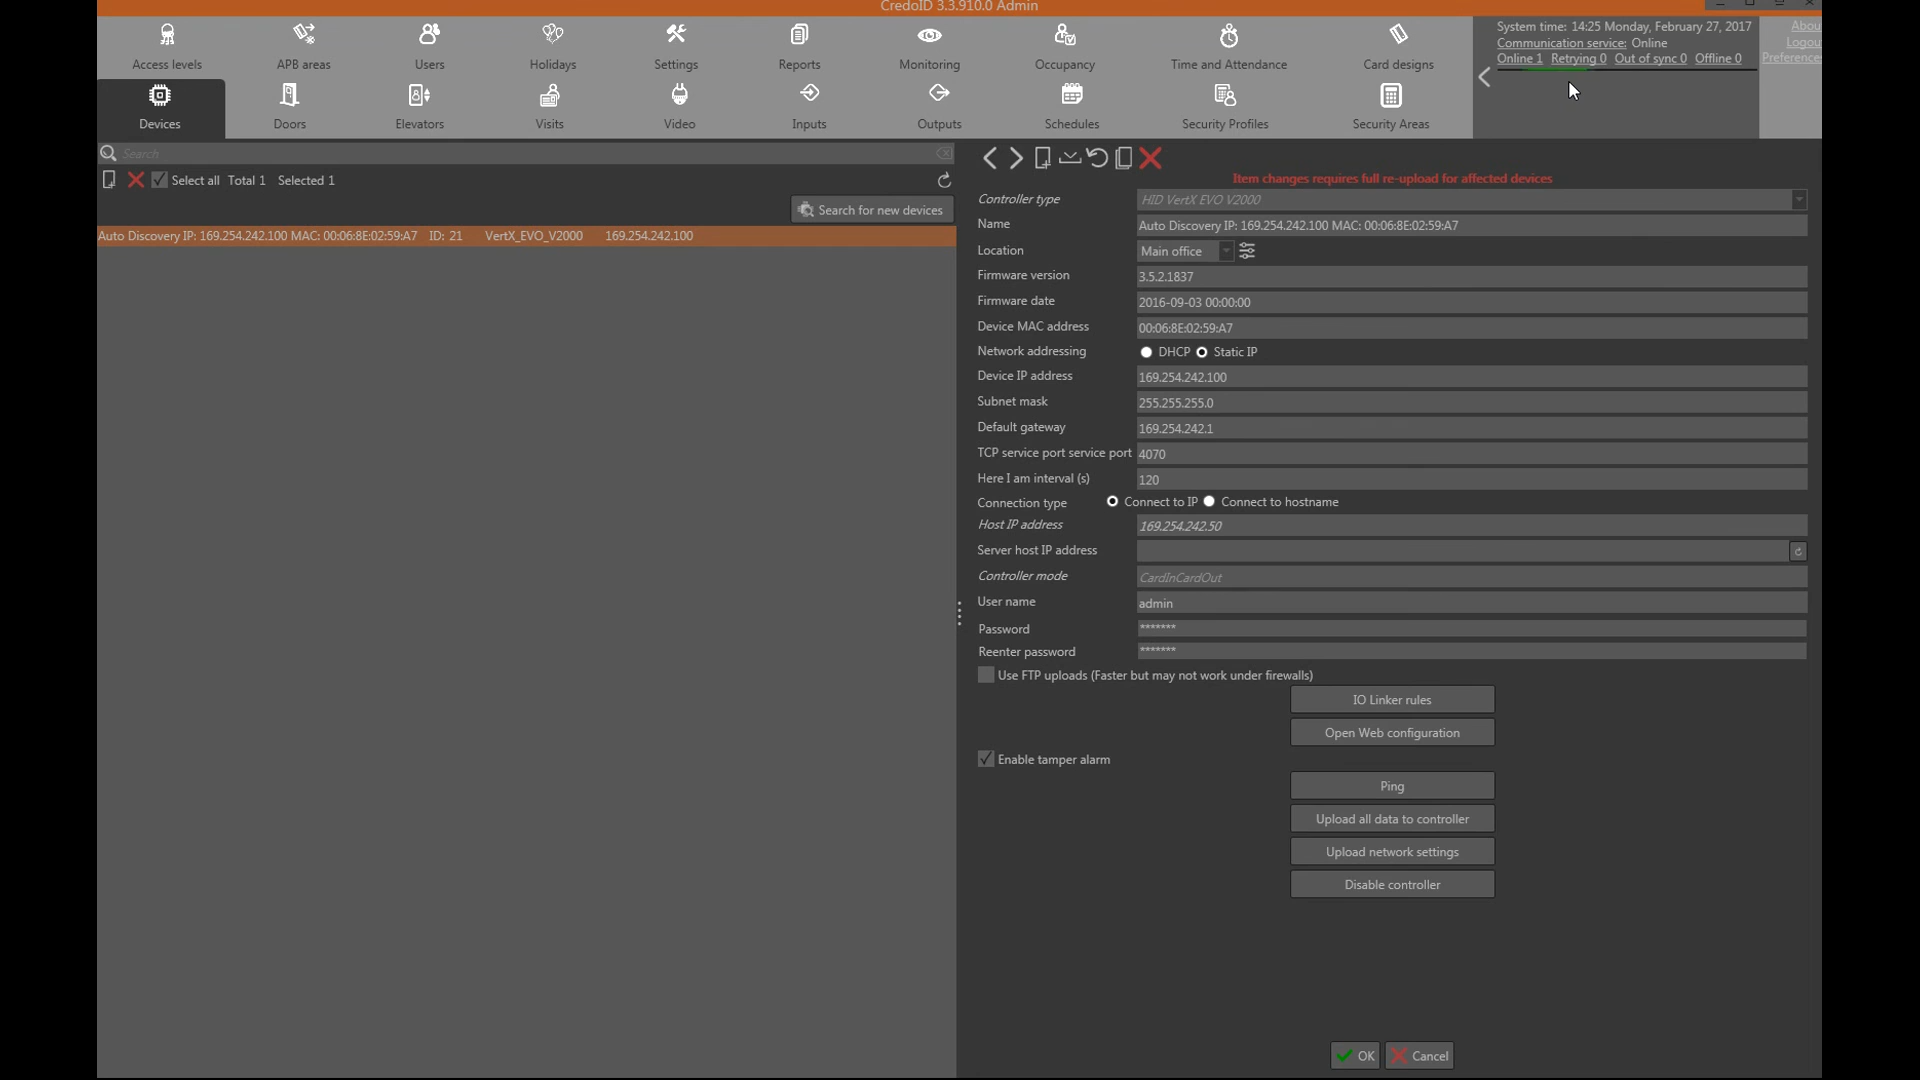 CredoID 3.3.910.0 Admin
Access levels APB areas Users Holidays Settings Reports Monitoring Occupancy Time and Attendance Card designs
Devices Doors Elevators Visits Video Inputs Outputs Schedules Security Profiles Security Areas
System time: 14:25 Monday, February 27, 2017
Communication service: Online
Online 1 Retrying 0 Out of sync 0 Offline 0
Search
Select all Total 1 Selected 1
Search for new devices
Auto Discovery IP: 169.254.242.100 MAC: 00:06:8E:02:59:A7 ID: 21 VertX_EVO_V2000 169.254.242.100
Item changes requires full re-upload for affected devices
Controller type HID VertX EVO V2000
Name Auto Discovery IP: 169.254.242.100 MAC: 00:06:8E:02:59:A7
Location Main office
Firmware version 3.5.2.1837
Firmware date 2016-09-03 00:00:00
Device MAC address 00:06:8E:02:59:A7
Network addressing DHCP Static IP
Device IP address 169.254.242.100
Subnet mask 255.255.255.0
Default gateway 169.254.242.1
TCP service port service port 4070
Here I am interval (s) 120
Connection type Connect to IP Connect to hostname
Host IP address 169.254.242.50
Server host IP address
Controller mode CardInCardOut
User name admin
Password *******
Reenter password *******
Use FTP uploads (Faster but may not work under firewalls)
IO Linker rules
Open Web configuration
Enable tamper alarm
Ping
Upload all data to controller
Upload network settings
Disable controller
OK Cancel